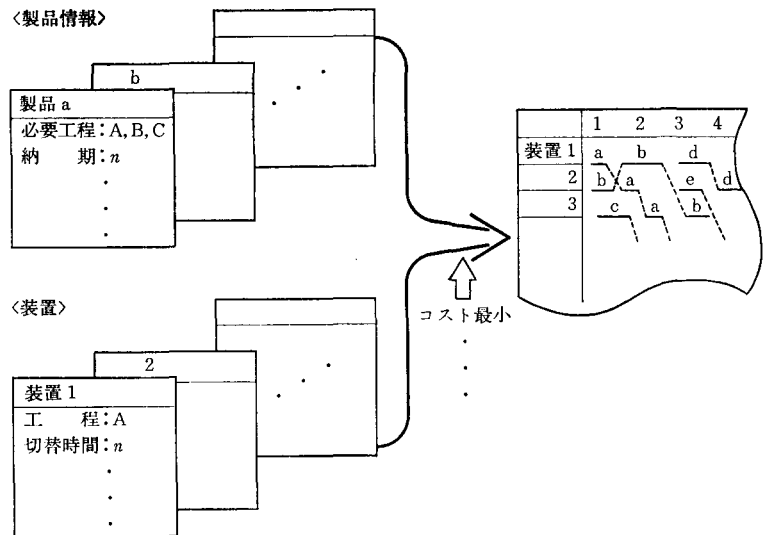 〈製品情報〉
b
製品 a
必要工程:A, B, C
納 期:n
〈装置〉
2
装置 1
工 程:A
切替時間:n
コスト最小
1 2 3 4
装置 1 a b d
2 b a e d
3 c a b